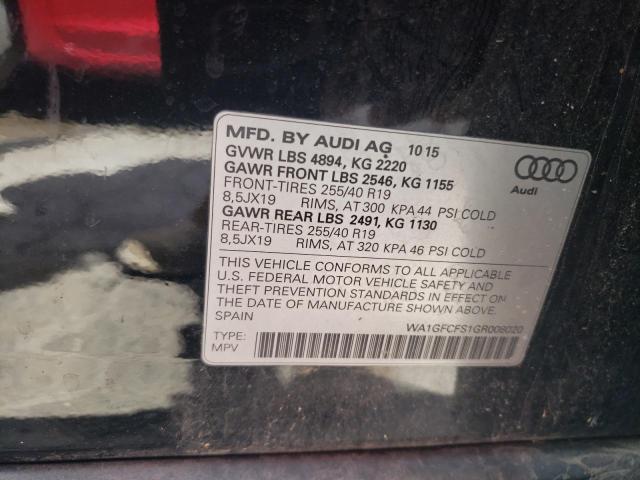 MFD. BY AUDI AG 10 15
GVWR LBS 4894, KG 2220
GAWR FRONT LBS 2546, KG 1155
FRONT-TIRES 255/40 R19
8,5JX19 RIMS, AT 300 KPA 44 PSI COLD
GAWR REAR LBS 2491, KG 1130
REAR-TIRES 255/40 R19
8,5JX19 RIMS, AT 320 KPA 46 PSI COLD
Audi
THIS VEHICLE CONFORMS TO ALL APPLICABLE
U.S. FEDERAL MOTOR VEHICLE SAFETY AND
THEFT PREVENTION STANDARDS IN EFFECT ON
THE DATE OF MANUFACTURE SHOWN ABOVE.
SPAIN
WA1GFCFS1GR008020
TYPE:
MPV